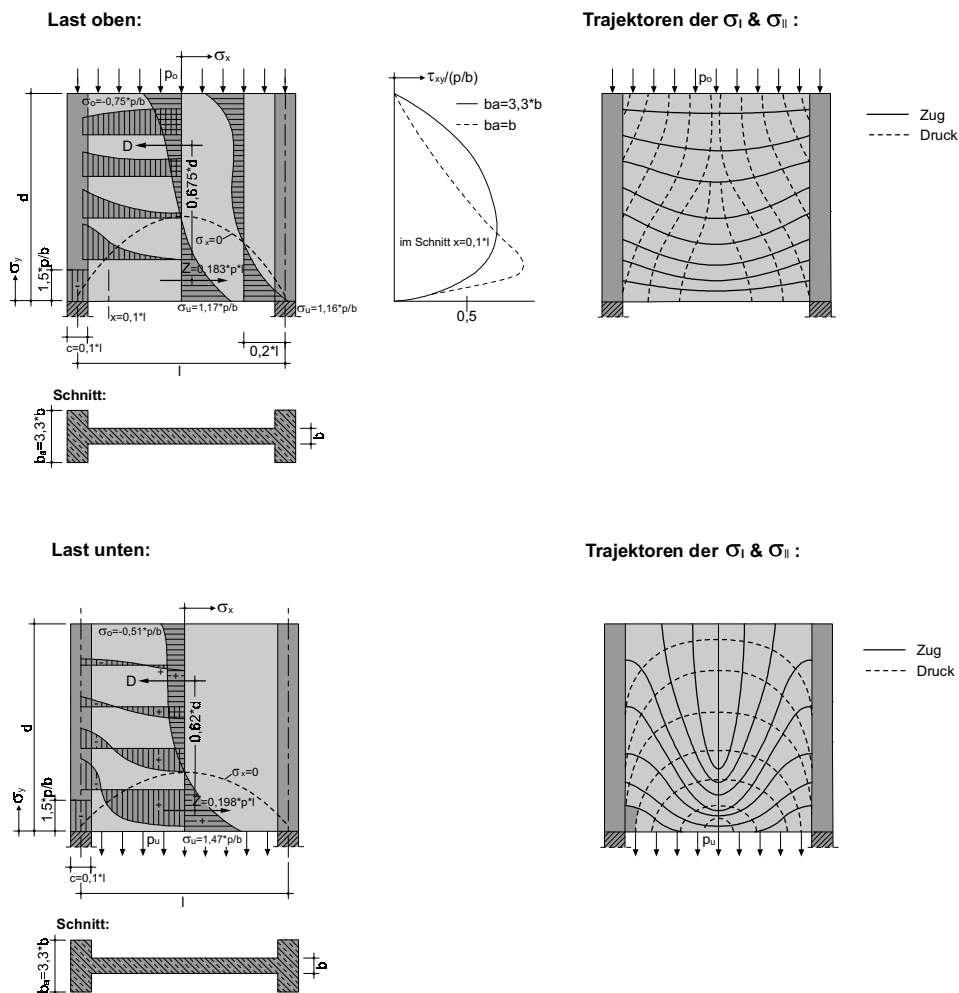 Last oben:
Trajektoren der σI & σII :
σx
po
σo=-0,75*p/b
D
0,675*d
d
σx=0
Z=0,183*p*l
1,5*p/b
σy
-
x=0,1*l
σu=1,17*p/b
σu=1,16*p/b
c=0,1*l
0,2*l
l
τxy/(p/b)
ba=3,3*b
ba=b
im Schnitt x=0,1*l
0,5
po
Zug
Druck
Schnitt:
ba=3,3*b
b
Last unten:
Trajektoren der σI & σII :
σx
σo=-0,51*p/b
D
0,62*d
d
σx=0
Z=0,198*p*l
1,5*p/b
σy
pu
σu=1,47*p/b
c=0,1*l
l
pu
Zug
Druck
Schnitt:
ba=3,3*b
b